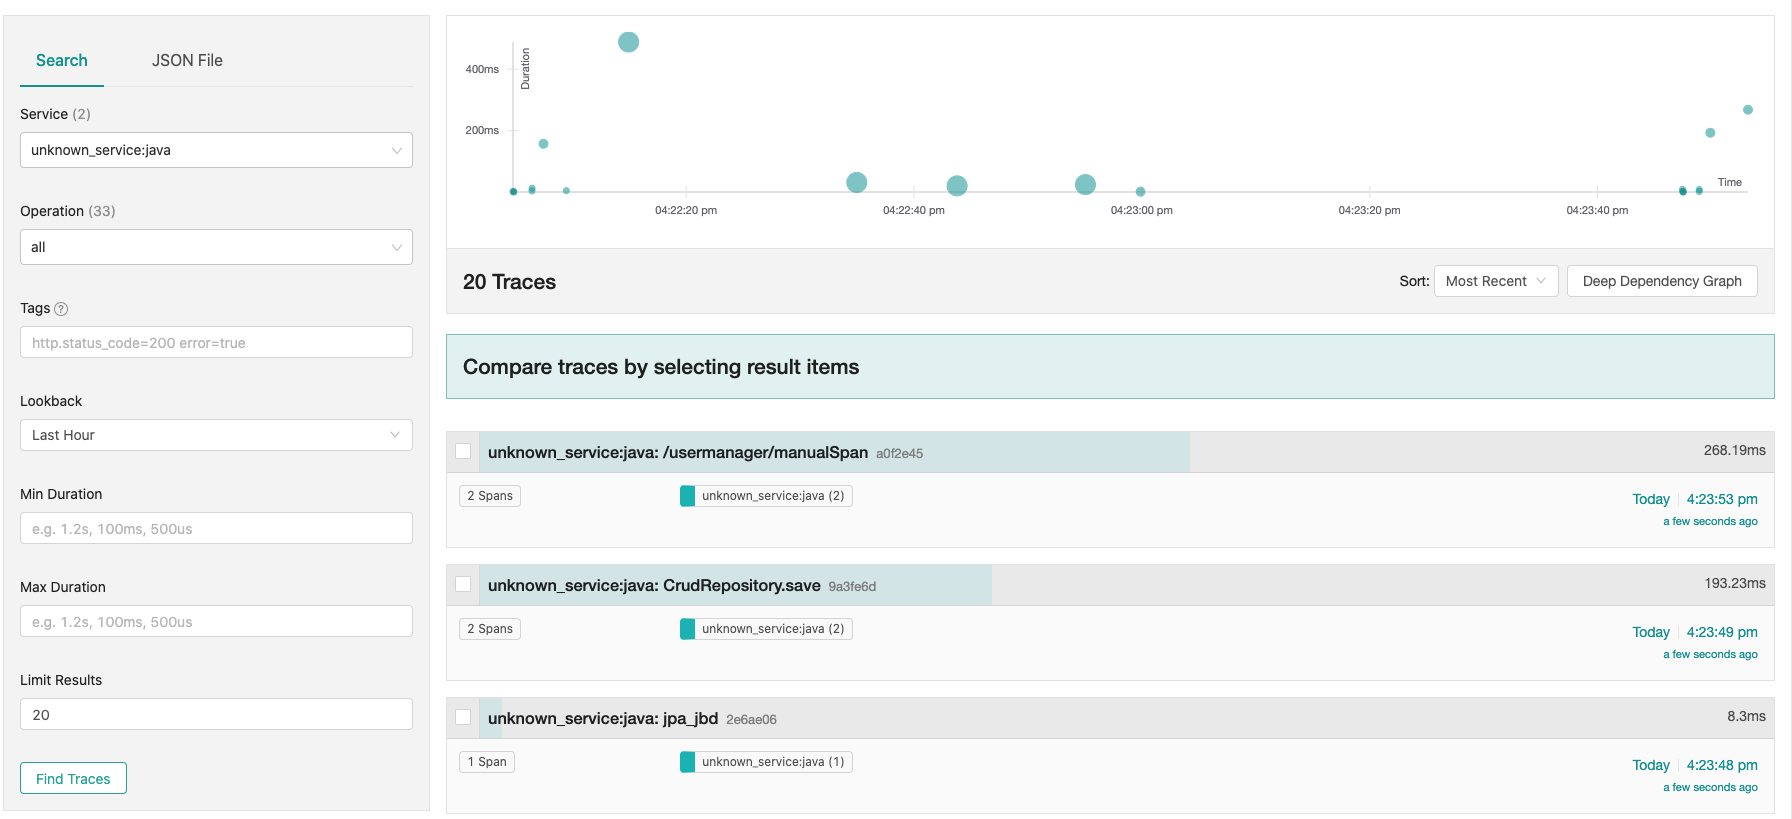 Search JSON File
Service (2)
unknown_service:java
Operation (33)
all
Tags ?
http.status_code=200 error=true
Lookback
Last Hour
Min Duration
e.g. 1.2s, 100ms, 500us
Max Duration
e.g. 1.2s, 100ms, 500us
Limit Results
20
Find Traces
Duration
400ms
200ms
Time
04:22:20 pm 04:22:40 pm 04:23:00 pm 04:23:20 pm 04:23:40 pm
20 Traces Sort: Most Recent Deep Dependency Graph
Compare traces by selecting result items
unknown_service:java: /usermanager/manualSpan a0f2e45 268.19ms
2 Spans unknown_service:java (2) Today 4:23:53 pm
a few seconds ago
unknown_service:java: CrudRepository.save 9a3fe6d 193.23ms
2 Spans unknown_service:java (2) Today 4:23:49 pm
a few seconds ago
unknown_service:java: jpa_jbd 2e6ae06 8.3ms
1 Span unknown_service:java (1) Today 4:23:48 pm
a few seconds ago